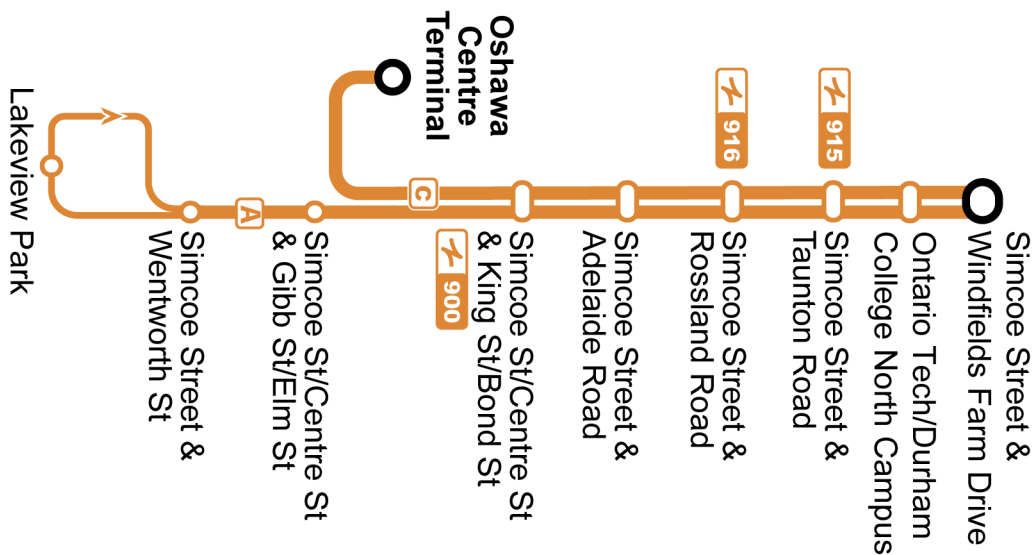 Simcoe Street &
Windfields Farm Drive
Ontario Tech/Durham
College North Campus
915
Simcoe Street &
Taunton Road
916
Simcoe Street &
Rossland Road
Simcoe Street &
Adelaide Road
Simcoe St/Centre St
& King St/Bond St
900
C
Oshawa
Centre
Terminal
Simcoe St/Centre St
& Gibb St/Elm St
A
Simcoe Street &
Wentworth St
Lakeview Park